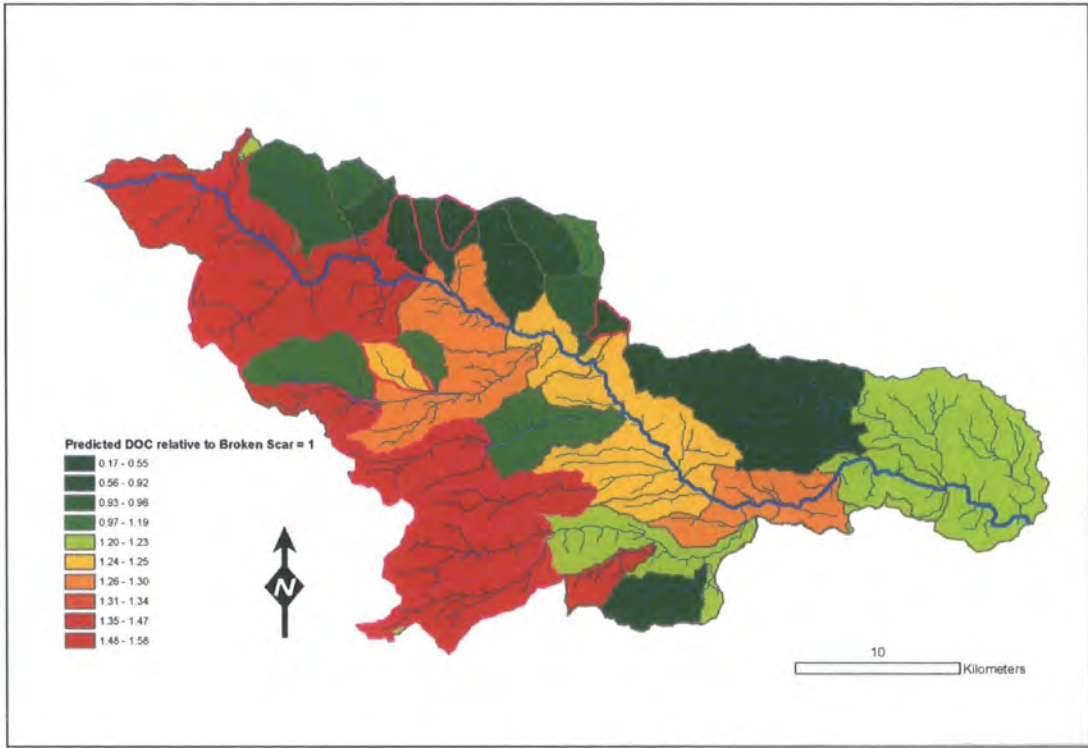 Predicted DOC relative to Broken Scar = 1
0.17 - 0.55
0.56 - 0.92
0.93 - 0.96
0.97 - 1.19
1.20 - 1.23
1.24 - 1.25
1.26 - 1.30
1.31 - 1.34
1.35 - 1.47
1.48 - 1.58
N
10
Kilometers